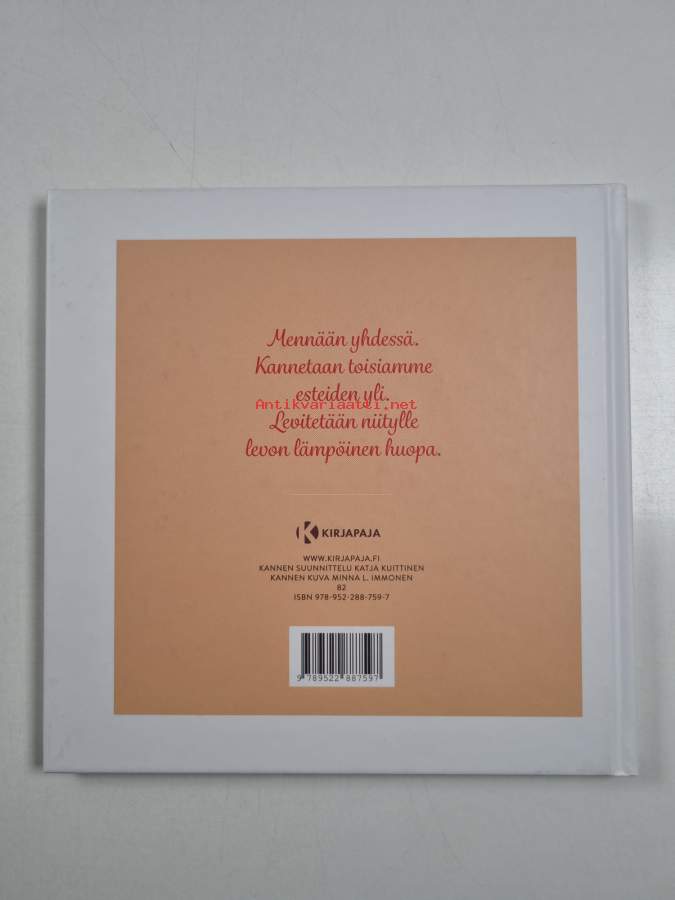 Mennään yhdessä.
Kannetaan toisiamme
esteiden yli.
Antikvariaatti.net
Levitetään niitylle
levon lämpöinen huopa.
KIRJAPAJA
WWW.KIRJAPAJA.FI
KANNEN SUUNNITTELU KATJA KUITTINEN
KANNEN KUVA MINNA L. IMMONEN
82
ISBN 978-952-288-759-7
9 789522 887597